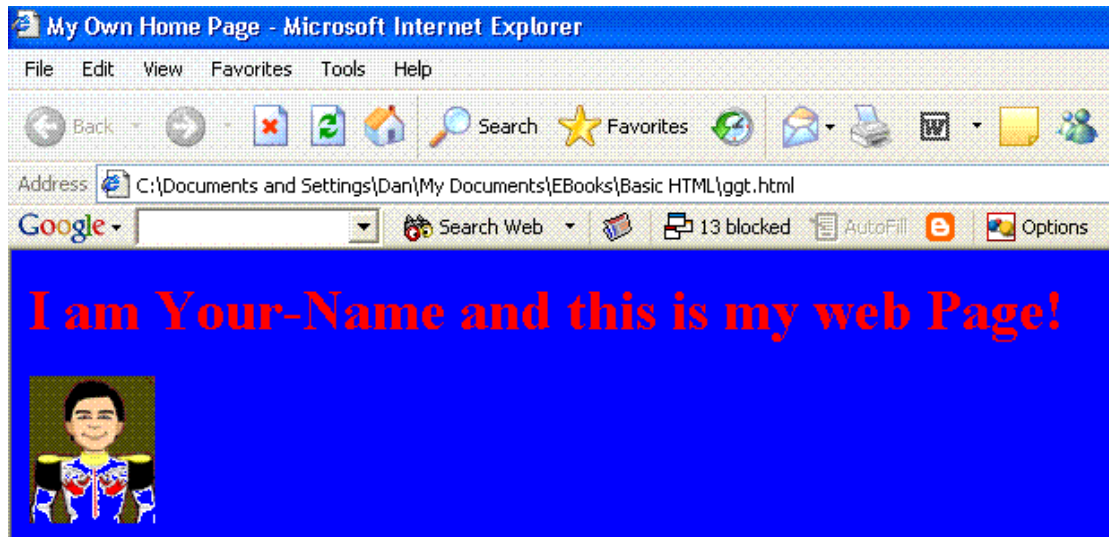 My Own Home Page - Microsoft Internet Explorer
File Edit View Favorites Tools Help
Back Search Favorites W
Address C:\Documents and Settings\Dan\My Documents\EBooks\Basic HTML\ggt.html
Google Search Web 13 blocked AutoFill Options
I am Your-Name and this is my web Page!